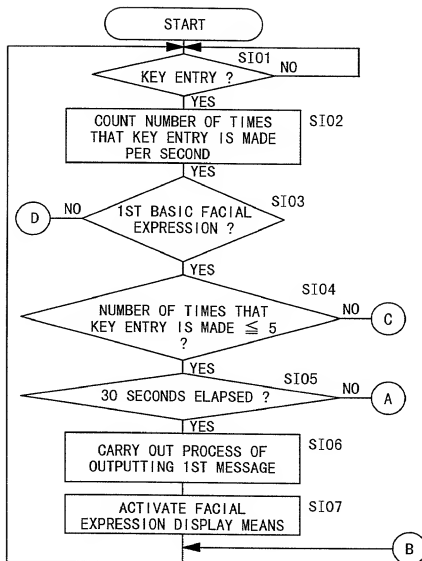 START
SI01
KEY ENTRY ?
NO
YES
COUNT NUMBER OF TIMES
THAT KEY ENTRY IS MADE
PER SECOND
SI02
YES
SI03
D
NO
1ST BASIC FACIAL
EXPRESSION ?
YES
SI04
NUMBER OF TIMES THAT
KEY ENTRY IS MADE ≦ 5
?
NO
C
YES
SI05
30 SECONDS ELAPSED ?
NO
A
YES
CARRY OUT PROCESS OF
OUTPUTTING 1ST MESSAGE
SI06
ACTIVATE FACIAL
EXPRESSION DISPLAY MEANS
SI07
B